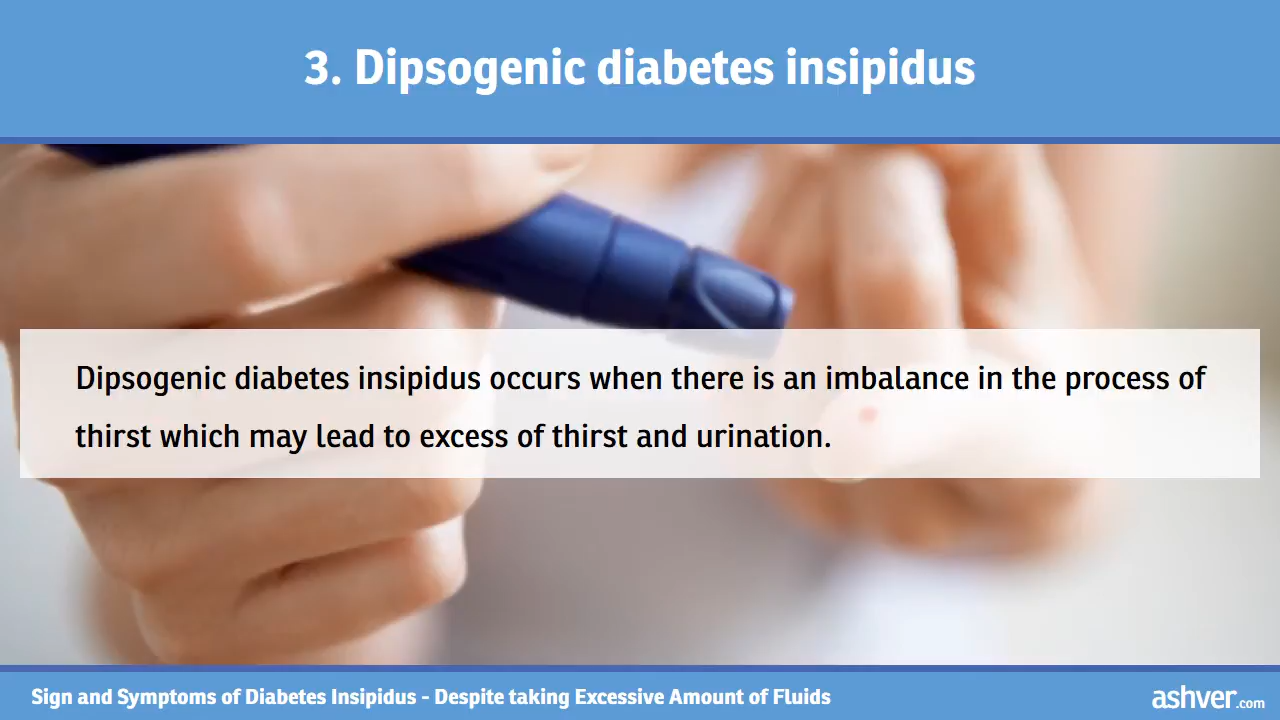 3. Dipsogenic diabetes insipidus
Dipsogenic diabetes insipidus occurs when there is an imbalance in the process of
thirst which may lead to excess of thirst and urination.
Sign and Symptoms of Diabetes Insipidus - Despite taking Excessive Amount of Fluids
ashver.com